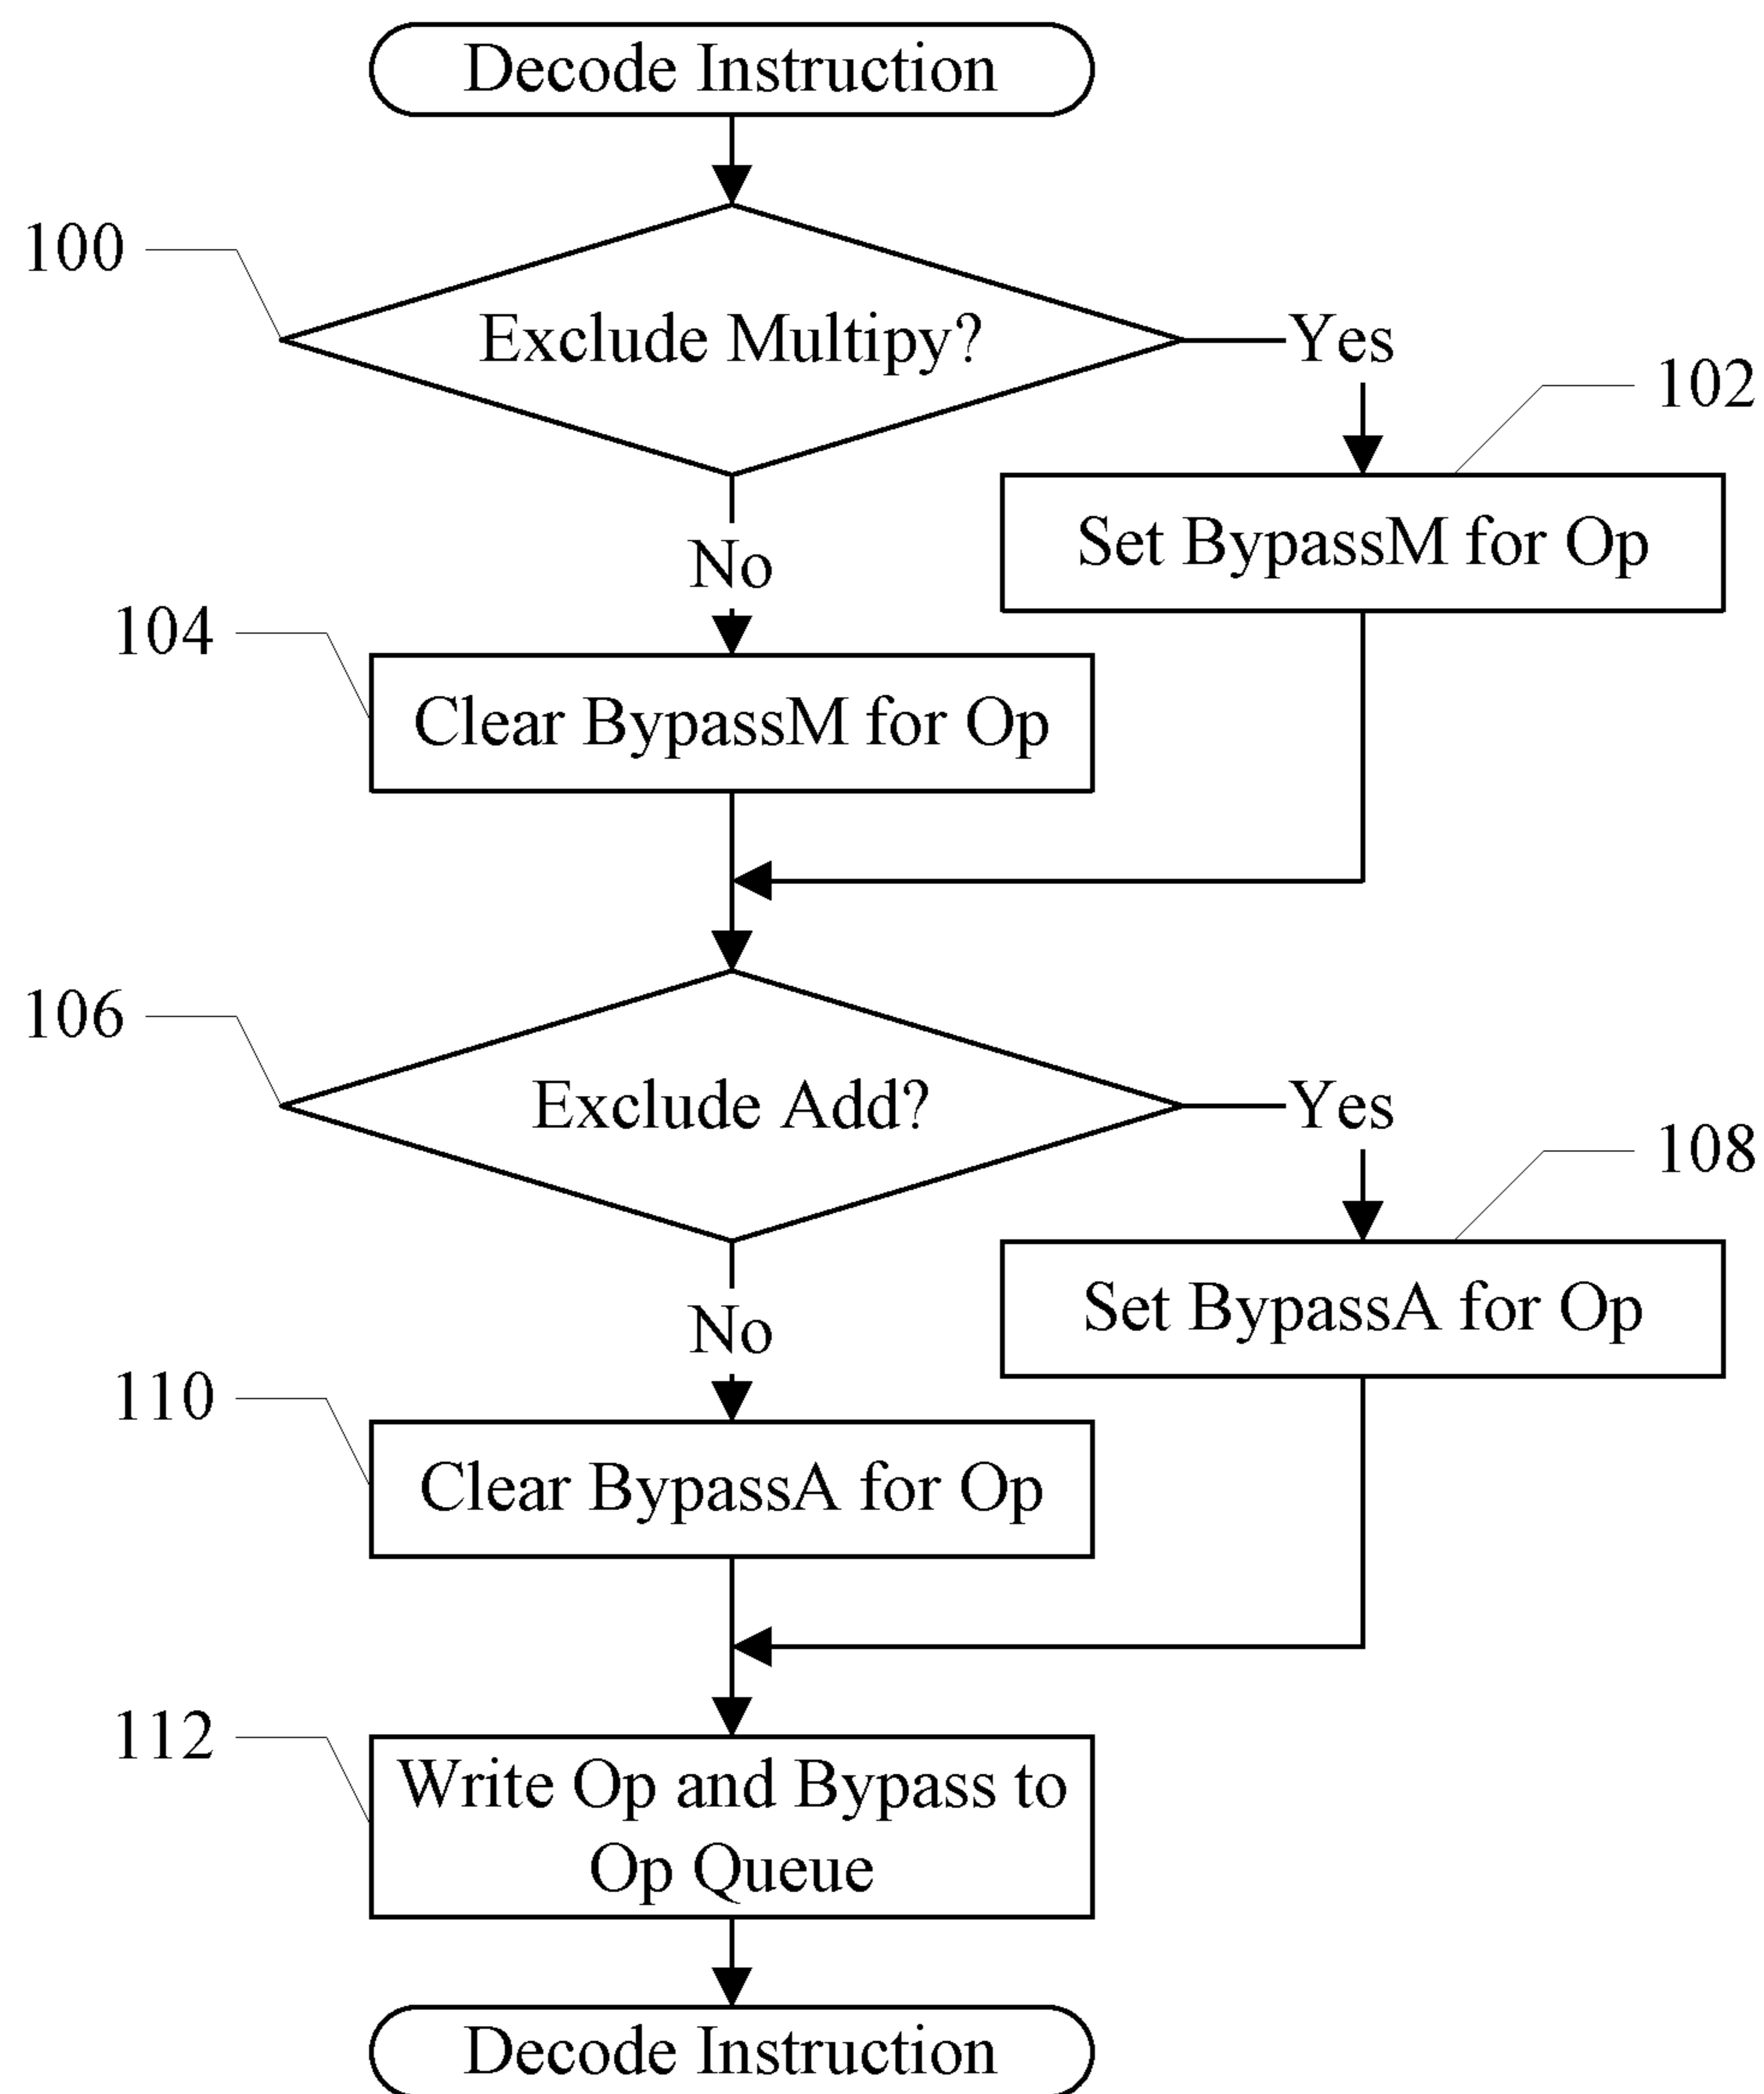 Decode Instruction
100
Exclude Multipy?
Yes
102
Set BypassM for Op
No
104
Clear BypassM for Op
106
Exclude Add?
Yes
108
Set BypassA for Op
No
110
Clear BypassA for Op
112
Write Op and Bypass to
Op Queue
Decode Instruction